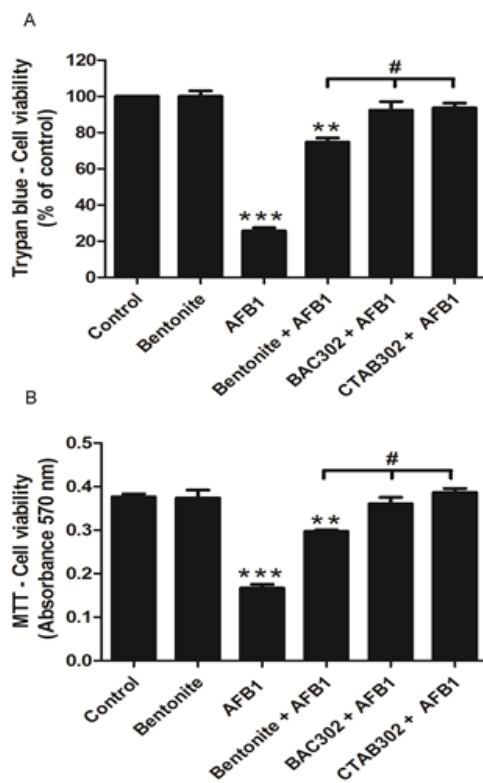 A
Trypan blue - Cell viability
(% of control)
120
100
80
60
40
20
0
***
**
#
Control
Bentonite
AFB1
Bentonite + AFB1
BAC302 + AFB1
CTAB302 + AFB1
B
MTT - Cell viability
(Absorbance 570 nm)
0.5
0.4
0.3
0.2
0.1
0.0
***
**
#
Control
Bentonite
AFB1
Bentonite + AFB1
BAC302 + AFB1
CTAB302 + AFB1